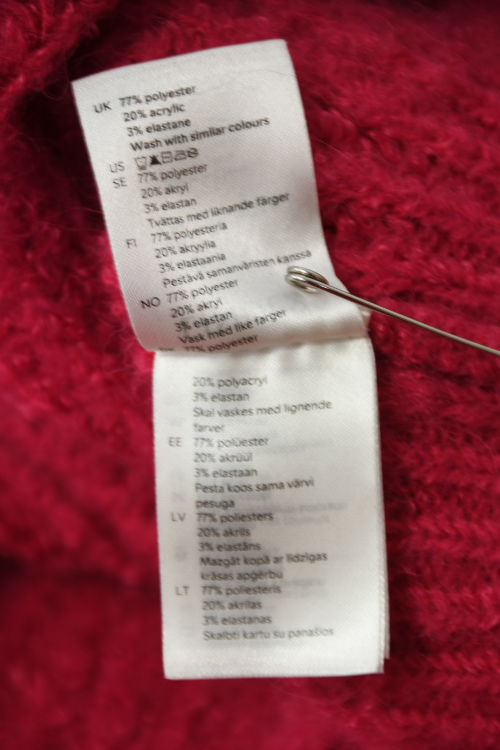 UK 77% polyester
20% acrylic
3% elastane
Wash with similar colours
US
SE 77% polyester
20% akryl
3% elastan
Tvättas med liknande färger
FI 77% polyesteria
20% akryylia
3% elastaania
Pestävä samanväristen kanssa
NO 77% polyester
20% akryl
3% elastan
Vask med like farger
77% polyester
20% polyacryl
3% elastan
Skal vaskes med lignende
farver
EE 77% polüester
20% akrüül
3% elastaan
Pesta koos sama värvi
pesuga
LV 77% poliesters
20% akrils
3% elastāns
Mazgāt kopā ar līdzīgas
krāsas apģērbu
LT 77% poliesteris
20% akrilas
3% elastanas
Skalbti kartu su panašios